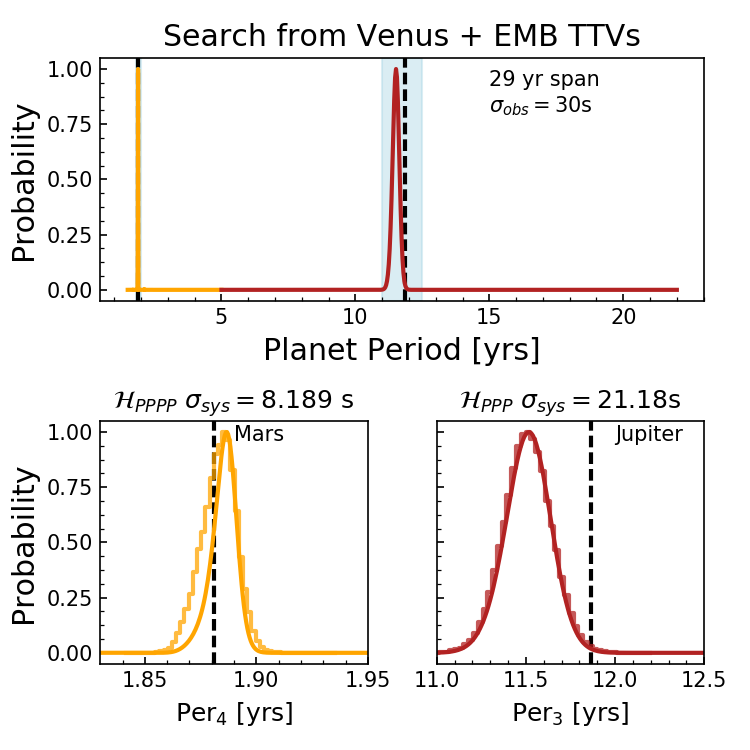 Search from Venus + EMB TTVs
Probability
1.00
0.75
0.50
0.25
0.00
29 yr span
σ_obs = 30s
5 10 15 20
Planet Period [yrs]
ℋ_PPPP σ_sys = 8.189 s
Probability
1.00
0.75
0.50
0.25
0.00
Mars
1.85 1.90 1.95
Per_4 [yrs]
ℋ_PPP σ_sys = 21.18s
Jupiter
11.0 11.5 12.0 12.5
Per_3 [yrs]